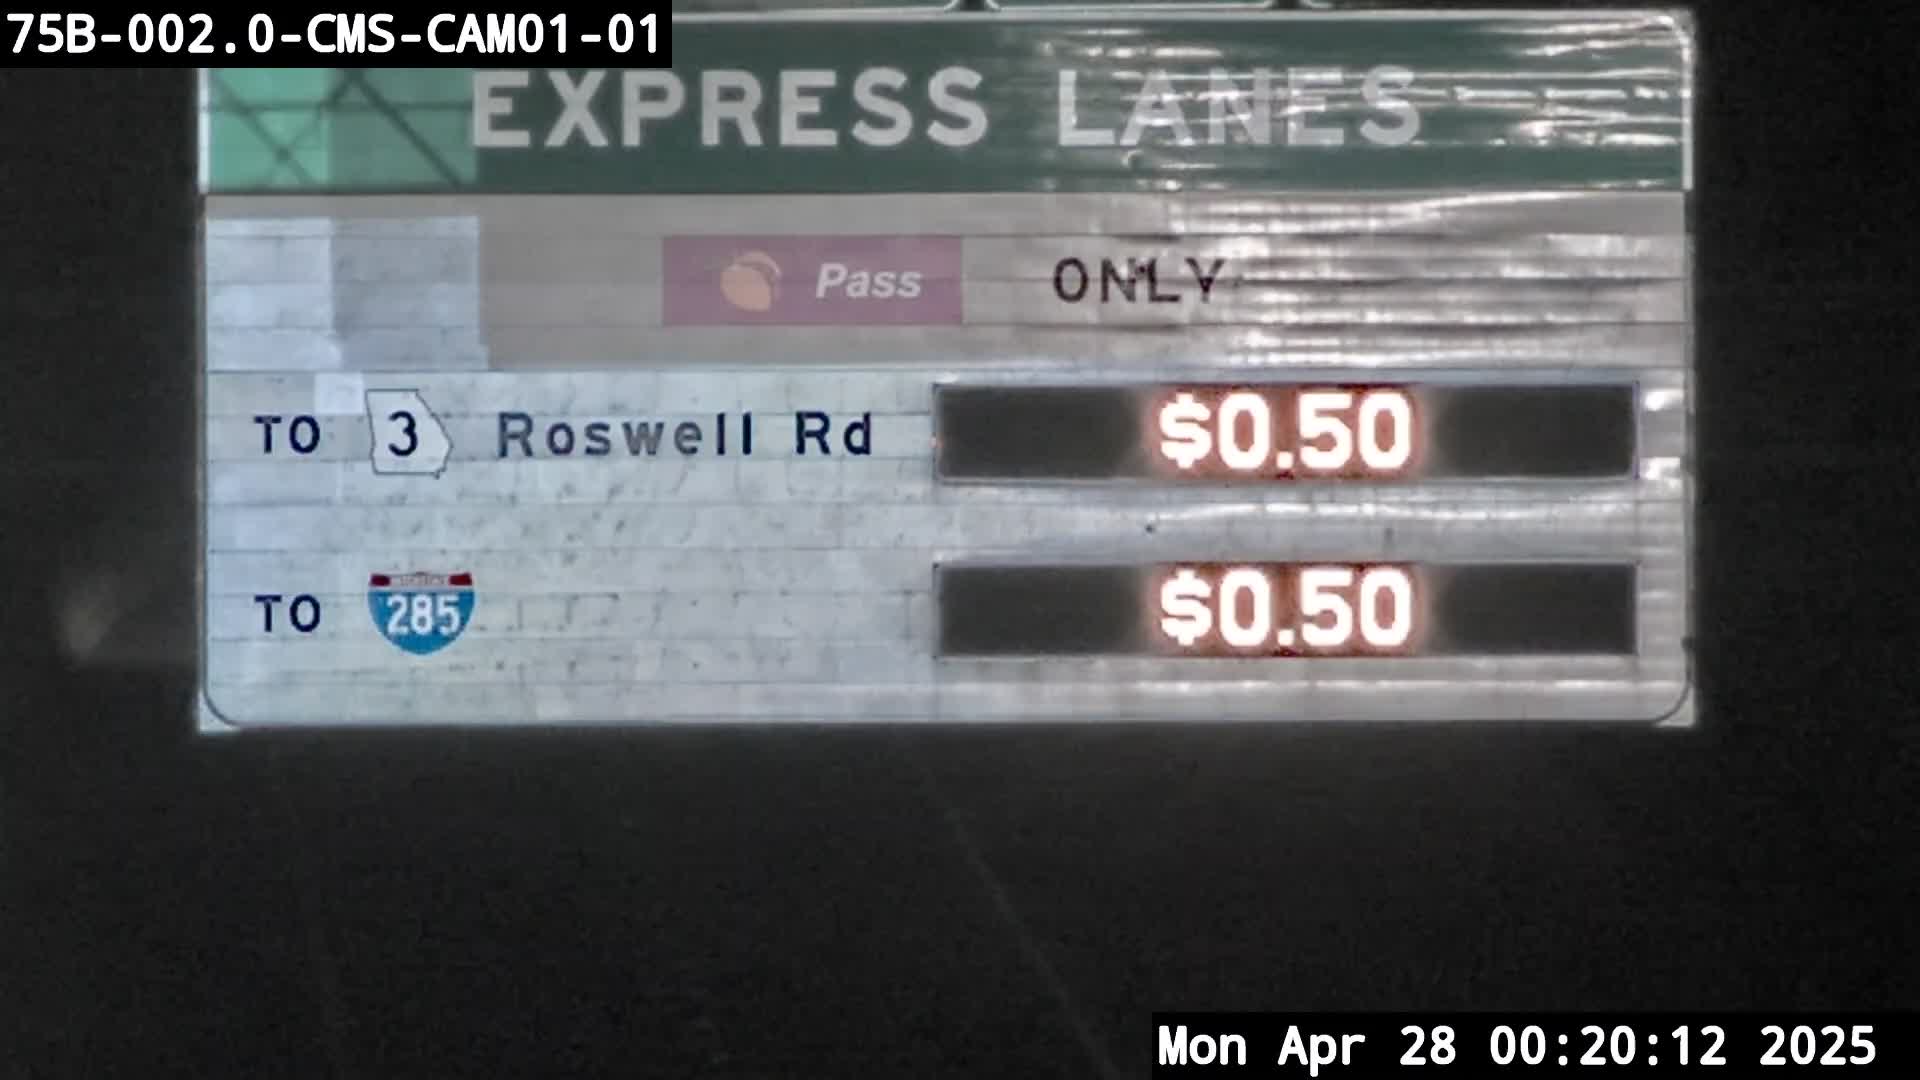 75B-002.0-CMS-CAM01-01
EXPRESS LANES
Pass ONLY
TO 3 Roswell Rd $0.50
TO 285 $0.50
Mon Apr 28 00:20:12 2025